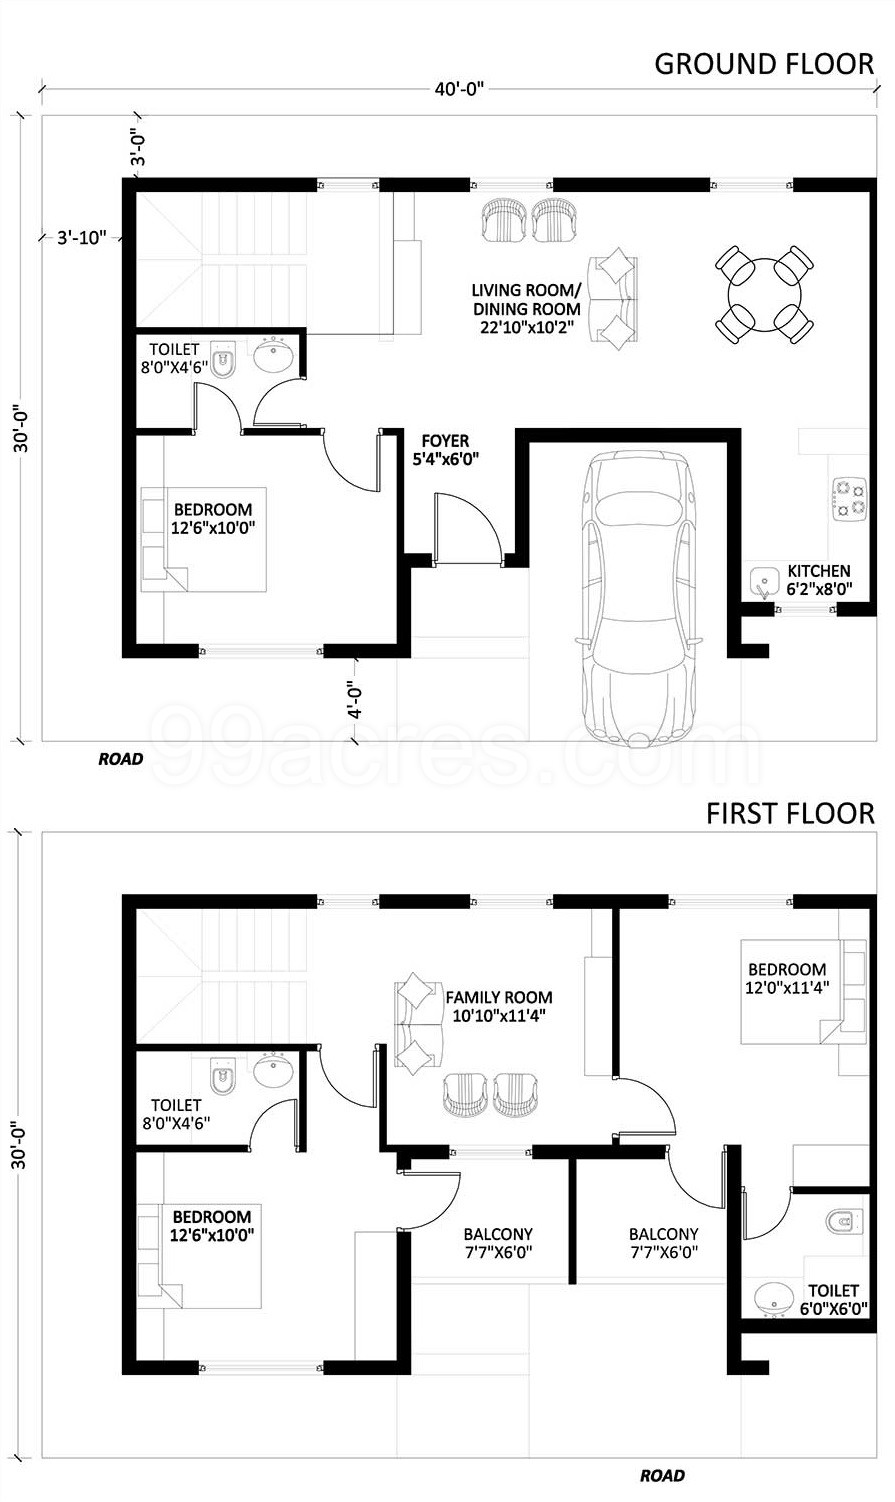 GROUND FLOOR
40'-0"
3'-0"
3'-10"
LIVING ROOM/
DINING ROOM
22'10"x10'2"
TOILET
8'0"X4'6"
30'-0"
FOYER
5'4"x6'0"
BEDROOM
12'6"x10'0"
KITCHEN
6'2"x8'0"
4'-0"
99acres.com
ROAD
FIRST FLOOR
BEDROOM
12'0"x11'4"
FAMILY ROOM
10'10"x11'4"
TOILET
8'0"X4'6"
30'-0"
BEDROOM
12'6"x10'0"
BALCONY
7'7"X6'0"
BALCONY
7'7"X6'0"
TOILET
6'0"X6'0"
ROAD